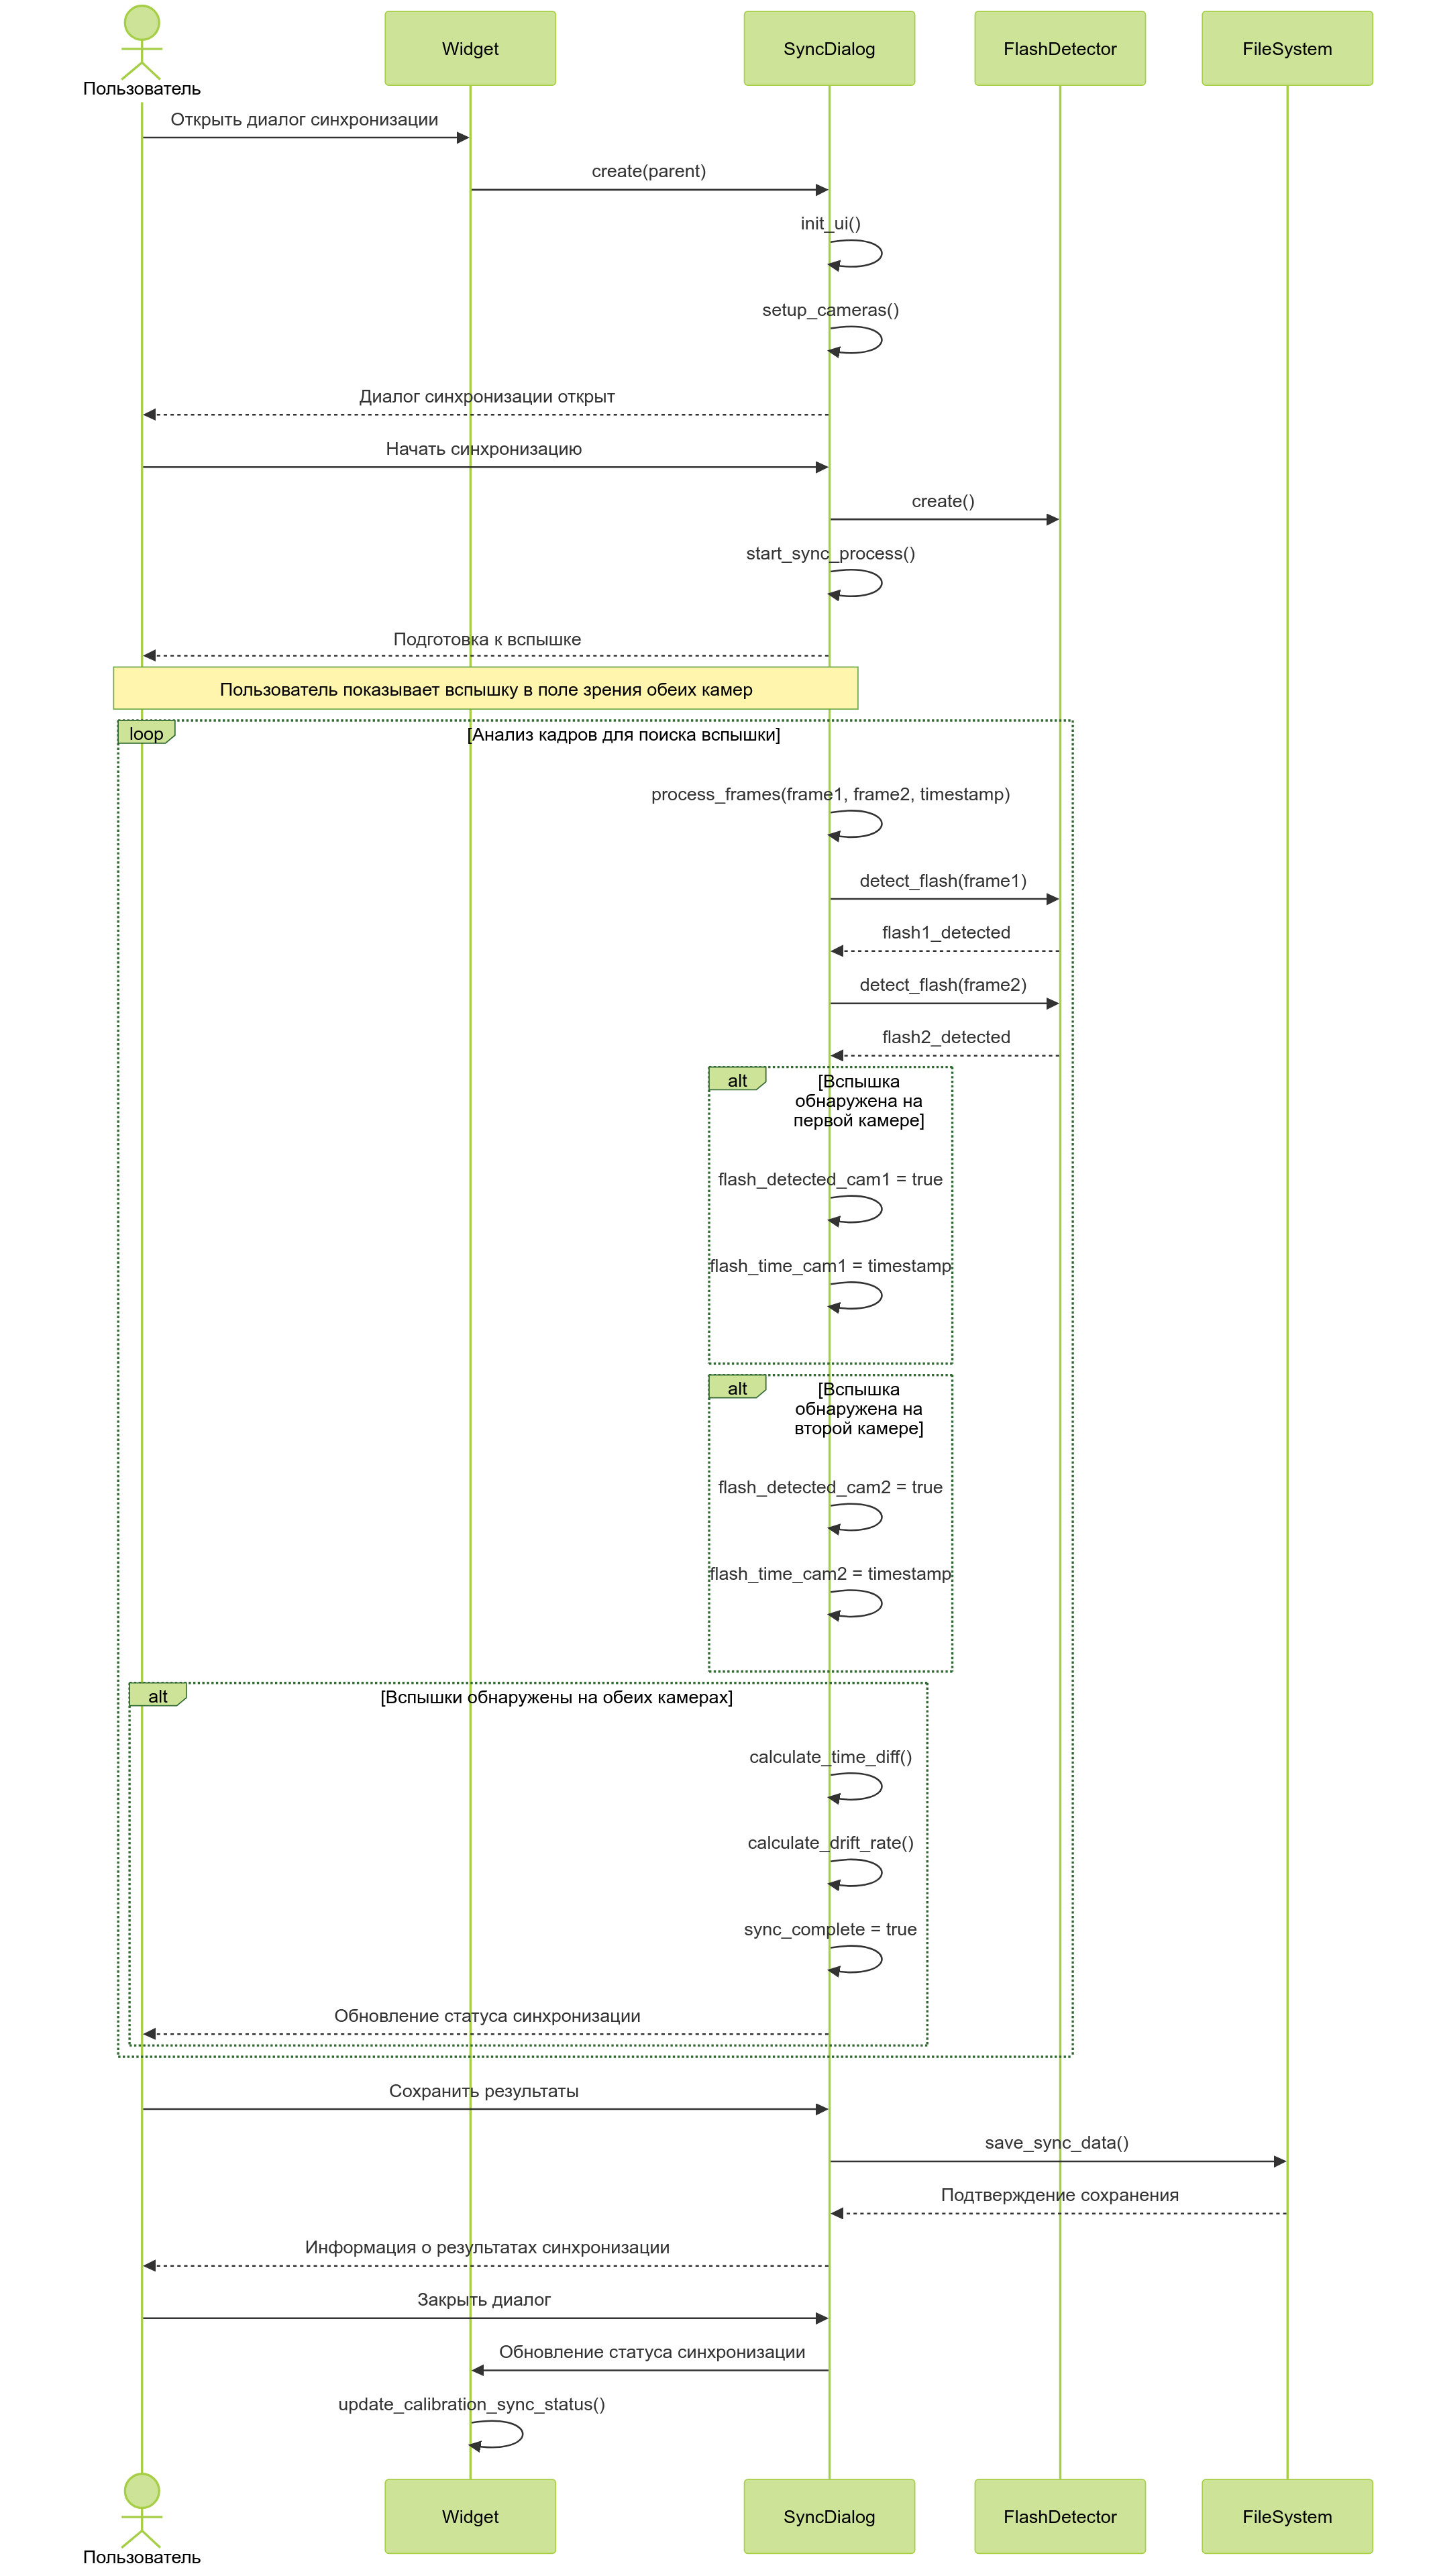 Пользователь
Widget
SyncDialog
FlashDetector
FileSystem
Открыть диалог синхронизации
create(parent)
init_ui()
setup_cameras()
Диалог синхронизации открыт
Начать синхронизацию
create()
start_sync_process()
Подготовка к вспышке
Пользователь показывает вспышку в поле зрения обеих камер
loop
[Анализ кадров для поиска вспышки]
process_frames(frame1, frame2, timestamp)
detect_flash(frame1)
flash1_detected
detect_flash(frame2)
flash2_detected
alt
[Вспышка
обнаружена на
первой камере]
flash_detected_cam1 = true
flash_time_cam1 = timestamp
alt
[Вспышка
обнаружена на
второй камере]
flash_detected_cam2 = true
flash_time_cam2 = timestamp
alt
[Вспышки обнаружены на обеих камерах]
calculate_time_diff()
calculate_drift_rate()
sync_complete = true
Обновление статуса синхронизации
Сохранить результаты
save_sync_data()
Подтверждение сохранения
Информация о результатах синхронизации
Закрыть диалог
Обновление статуса синхронизации
update_calibration_sync_status()
Пользователь
Widget
SyncDialog
FlashDetector
FileSystem